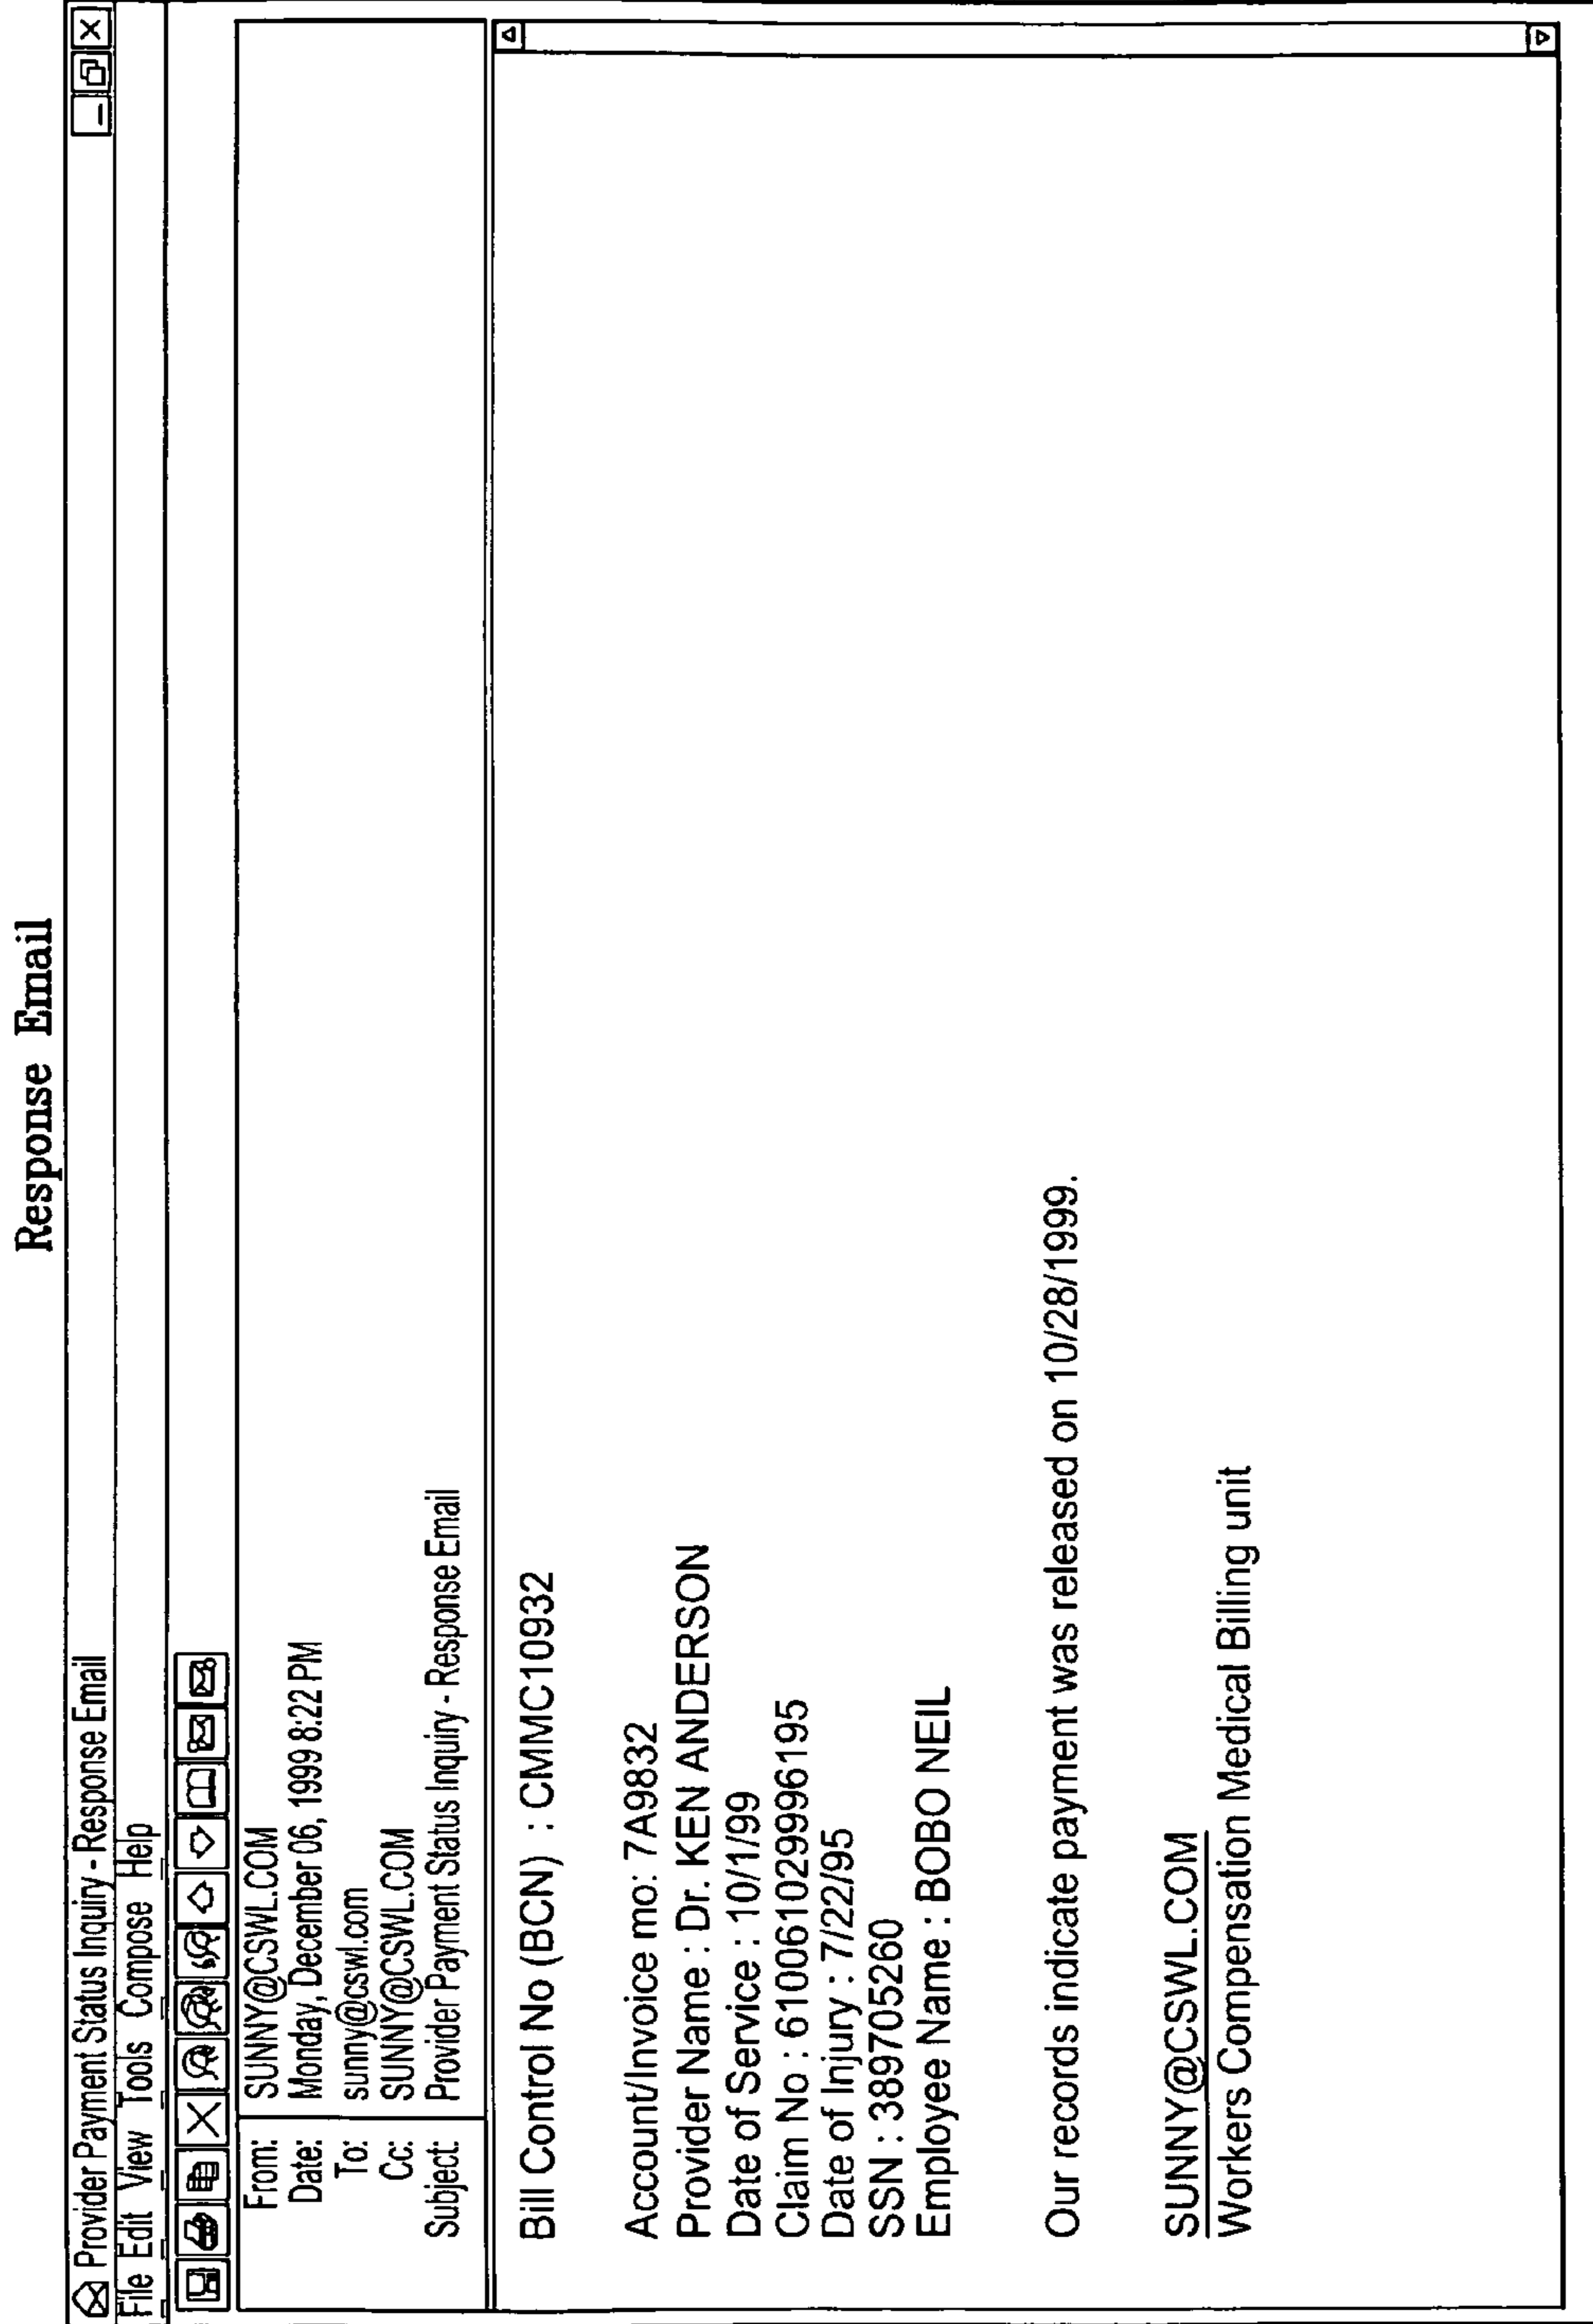 Response Email
Provider Payment Status Inquiry - Response Email
File Edit View Tools Compose Help
From: SUNNY@CSWL.COM
Date: Monday, December 06, 1999 8:22 PM
To: sunny@cswl.com
Cc: SUNNY@CSWL.COM
Subject: Provider Payment Status Inquiry - Response Email
Bill Control No (BCN) : CMMC10932
Account/Invoice mo: 7A9832
Provider Name : Dr. KEN ANDERSON
Date of Service : 10/1/99
Claim No : 610061029996195
Date of Injury : 7/22/95
SSN : 389705260
Employee Name : BOBO NEIL
Our records indicate payment was released on 10/28/1999.
SUNNY@CSWL.COM
Workers Compensation Medical Billing unit